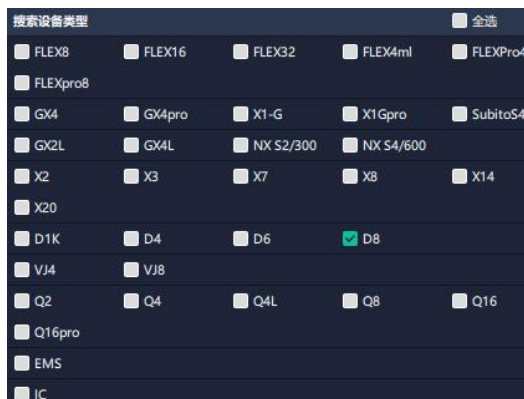 搜索设备类型 全选
FLEX8 FLEX16 FLEX32 FLEX4ml FLEXPro4
FLEXpro8
GX4 GX4pro X1-G X1Gpro SubitoS4
GX2L GX4L NX S2/300 NX S4/600
X2 X3 X7 X8 X14
X20
D1K D4 D6 D8
VJ4 VJ8
Q2 Q4 Q4L Q8 Q16
Q16pro
EMS
IC